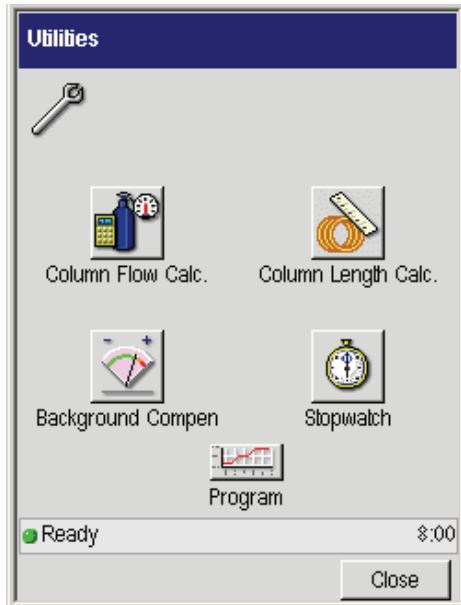 Utilities
Column Flow Calc.
Column Length Calc.
- +
Background Compen
Stopwatch
Program
Ready
8:00
Close